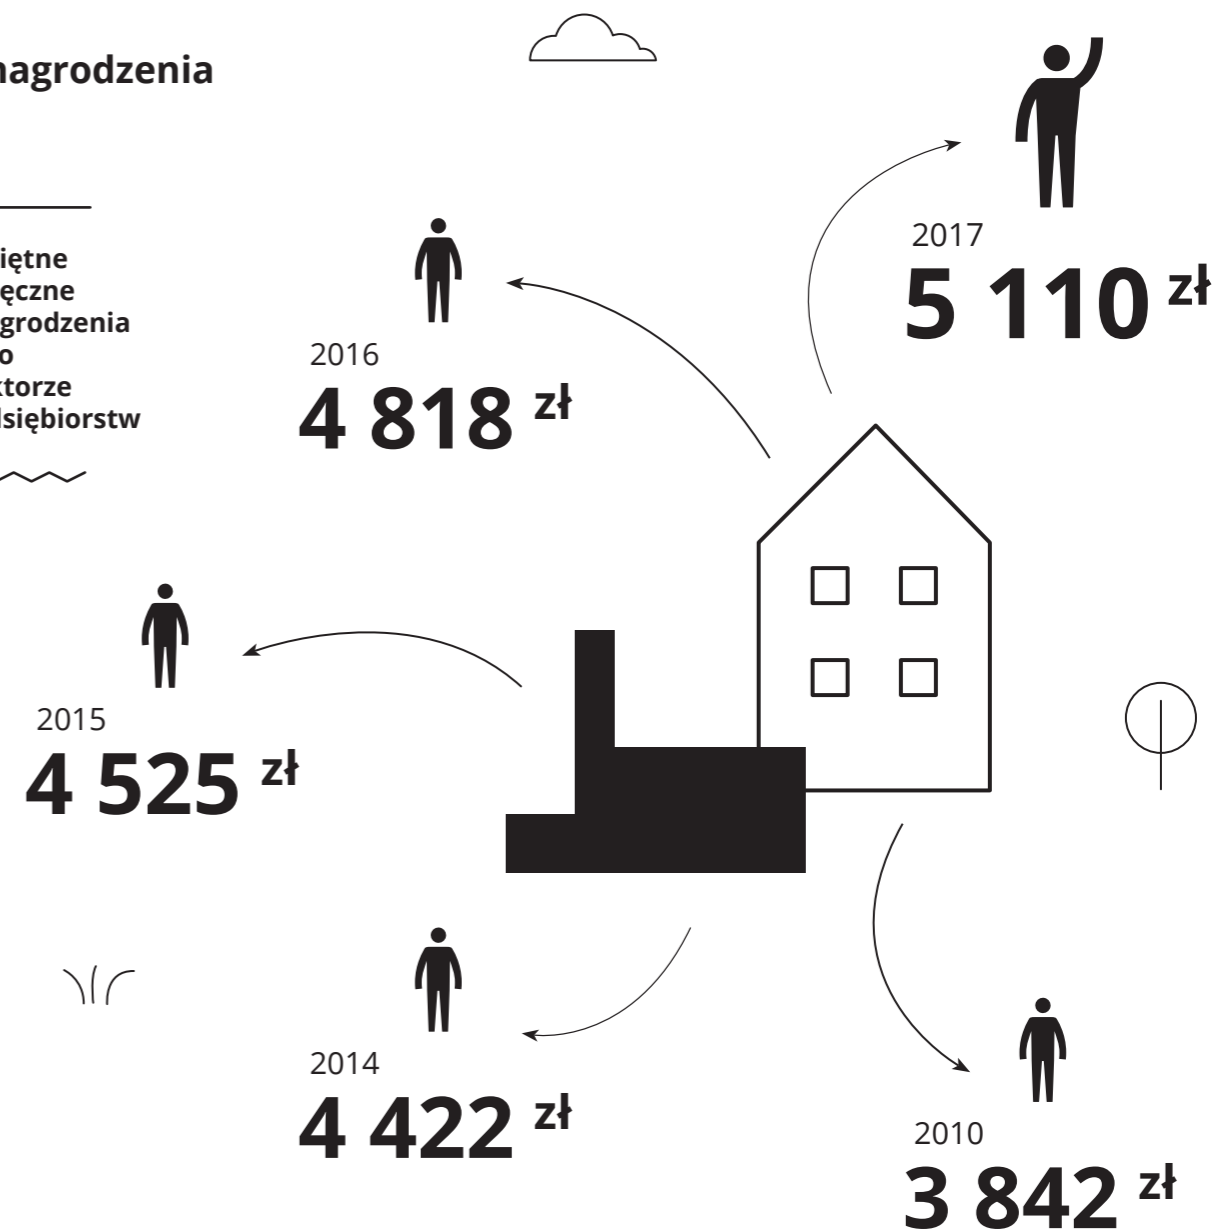 nagrodzenia
iętne
ęczne
grodzenia
o
ktorze
dsiębiorstw
2017
5 110 zł
2016
4 818 zł
2015
4 525 zł
2014
4 422 zł
2010
3 842 zł